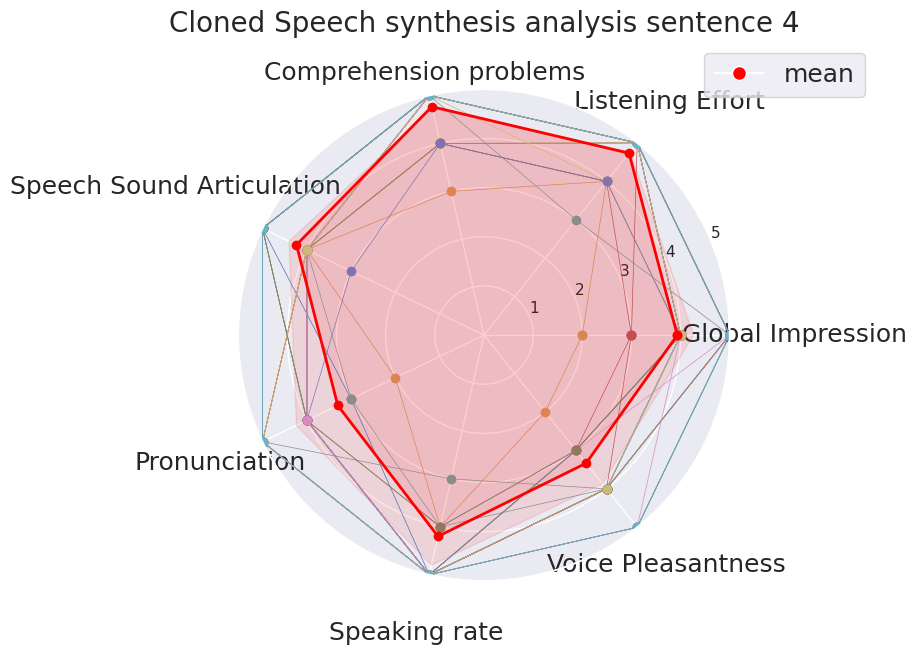 Cloned Speech synthesis analysis sentence 4
mean
Comprehension problems
Listening Effort
Speech Sound Articulation
5
4
3
2
1
Global Impression
Pronunciation
Voice Pleasantness
Speaking rate